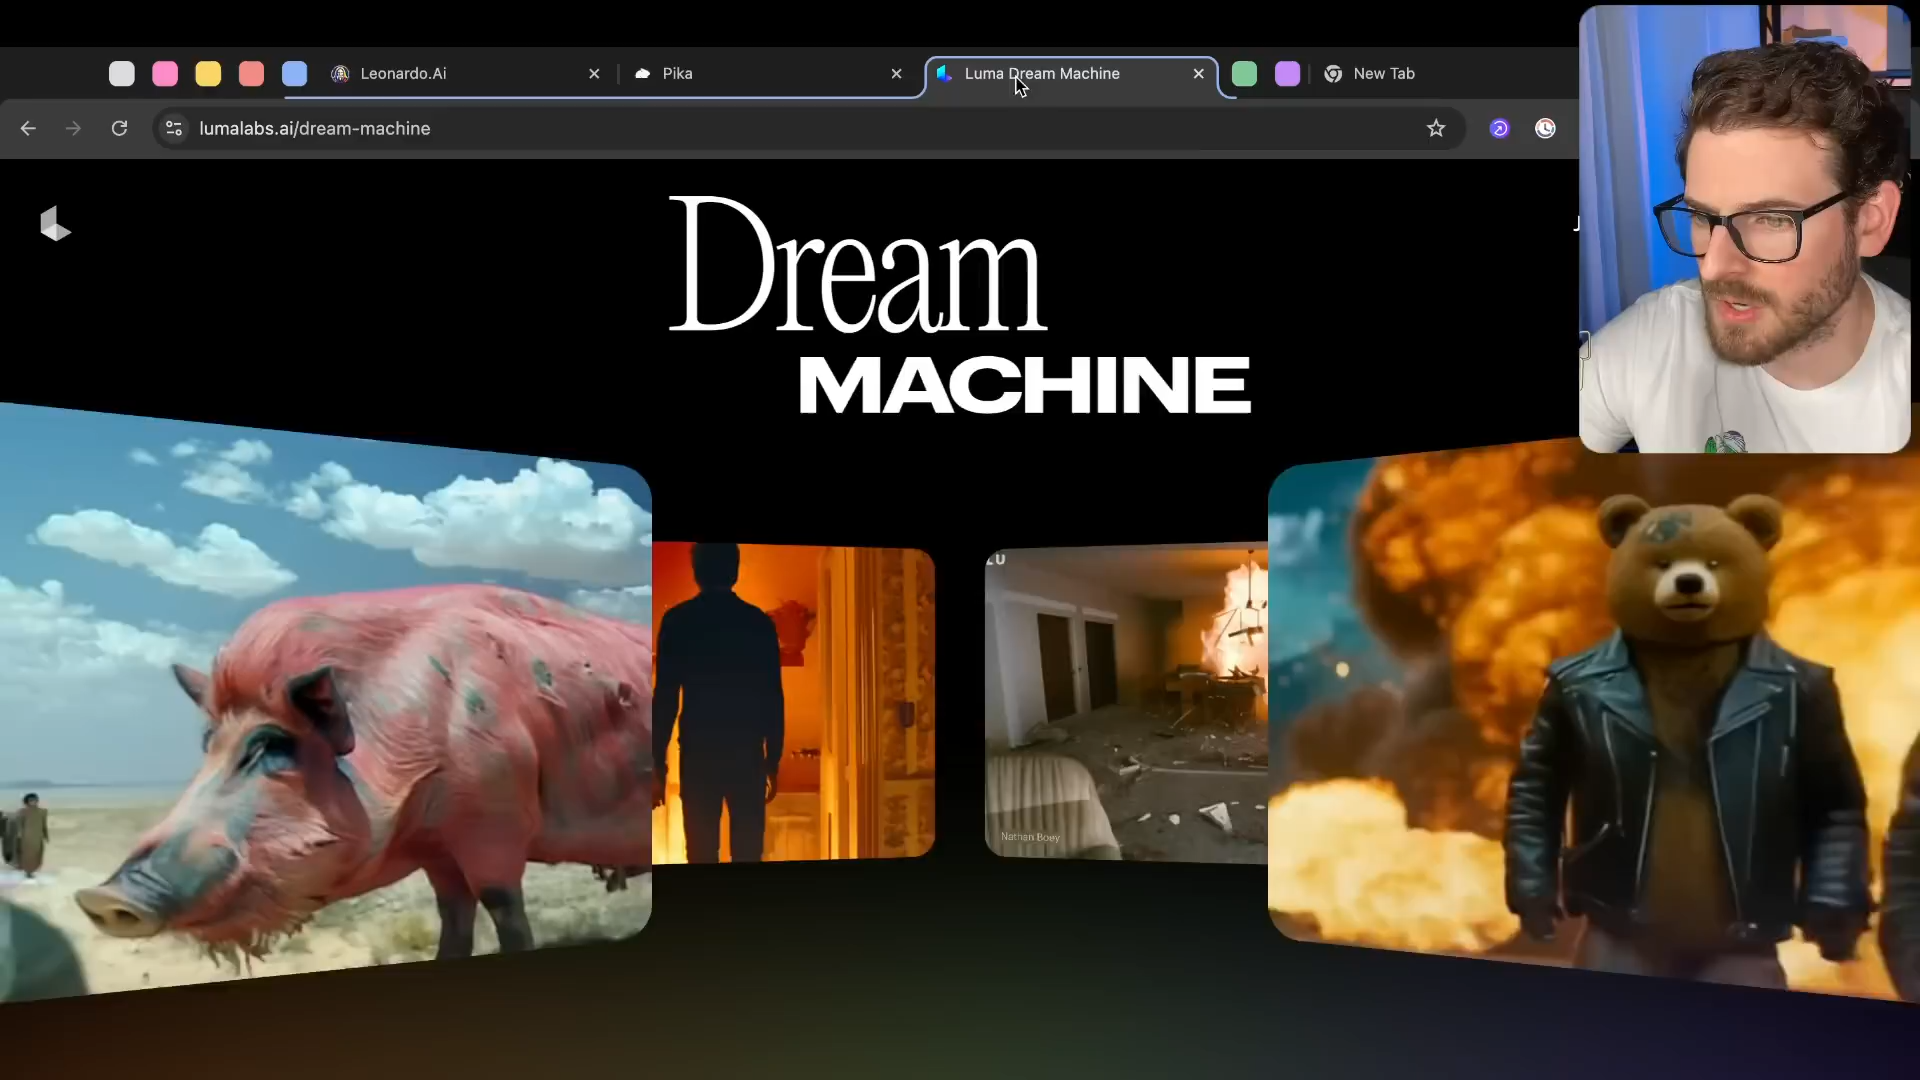 Leonardo.Ai
Pika
Luma Dream Machine
New Tab
lumalabs.ai/dream-machine
Dream
MACHINE
Nathan Boey